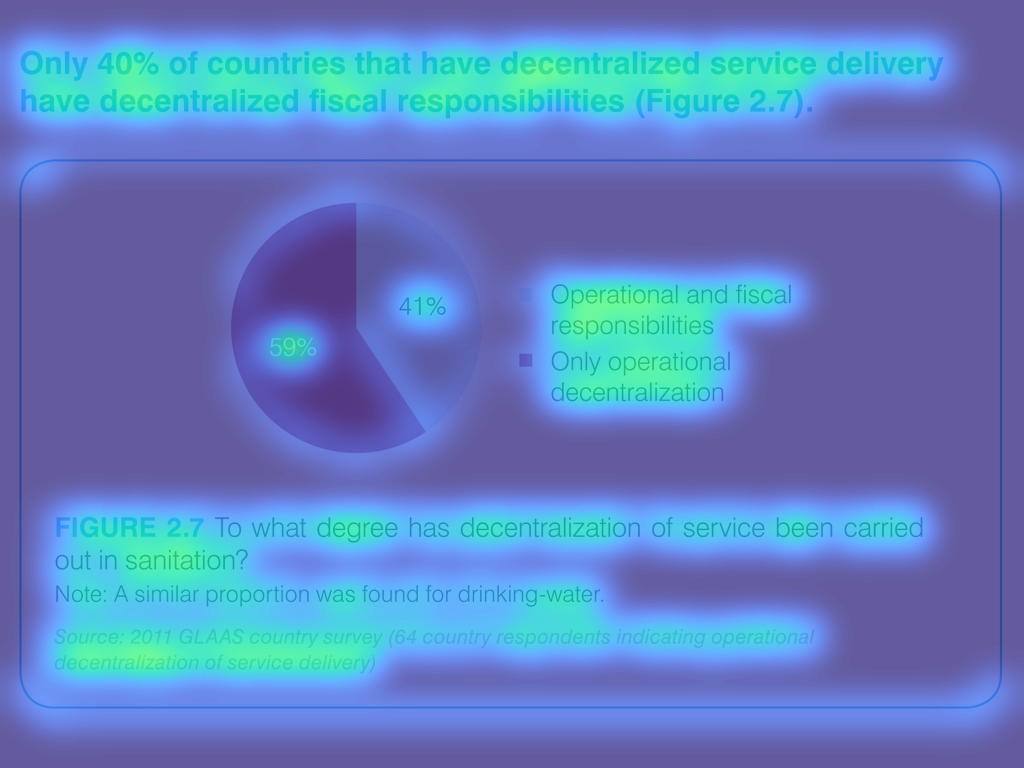 Only 40% of countries that have decentralized service delivery
have decentralized fiscal responsibilities (Figure 2.7).
41%
59%
Operational and fiscal
responsibilities
Only operational
decentralization
FIGURE 2.7 To what degree has decentralization of service been carried
out in sanitation?
Note: A similar proportion was found for drinking-water.
Source: 2011 GLAAS country survey (64 country respondents indicating operational
decentralization of service delivery)